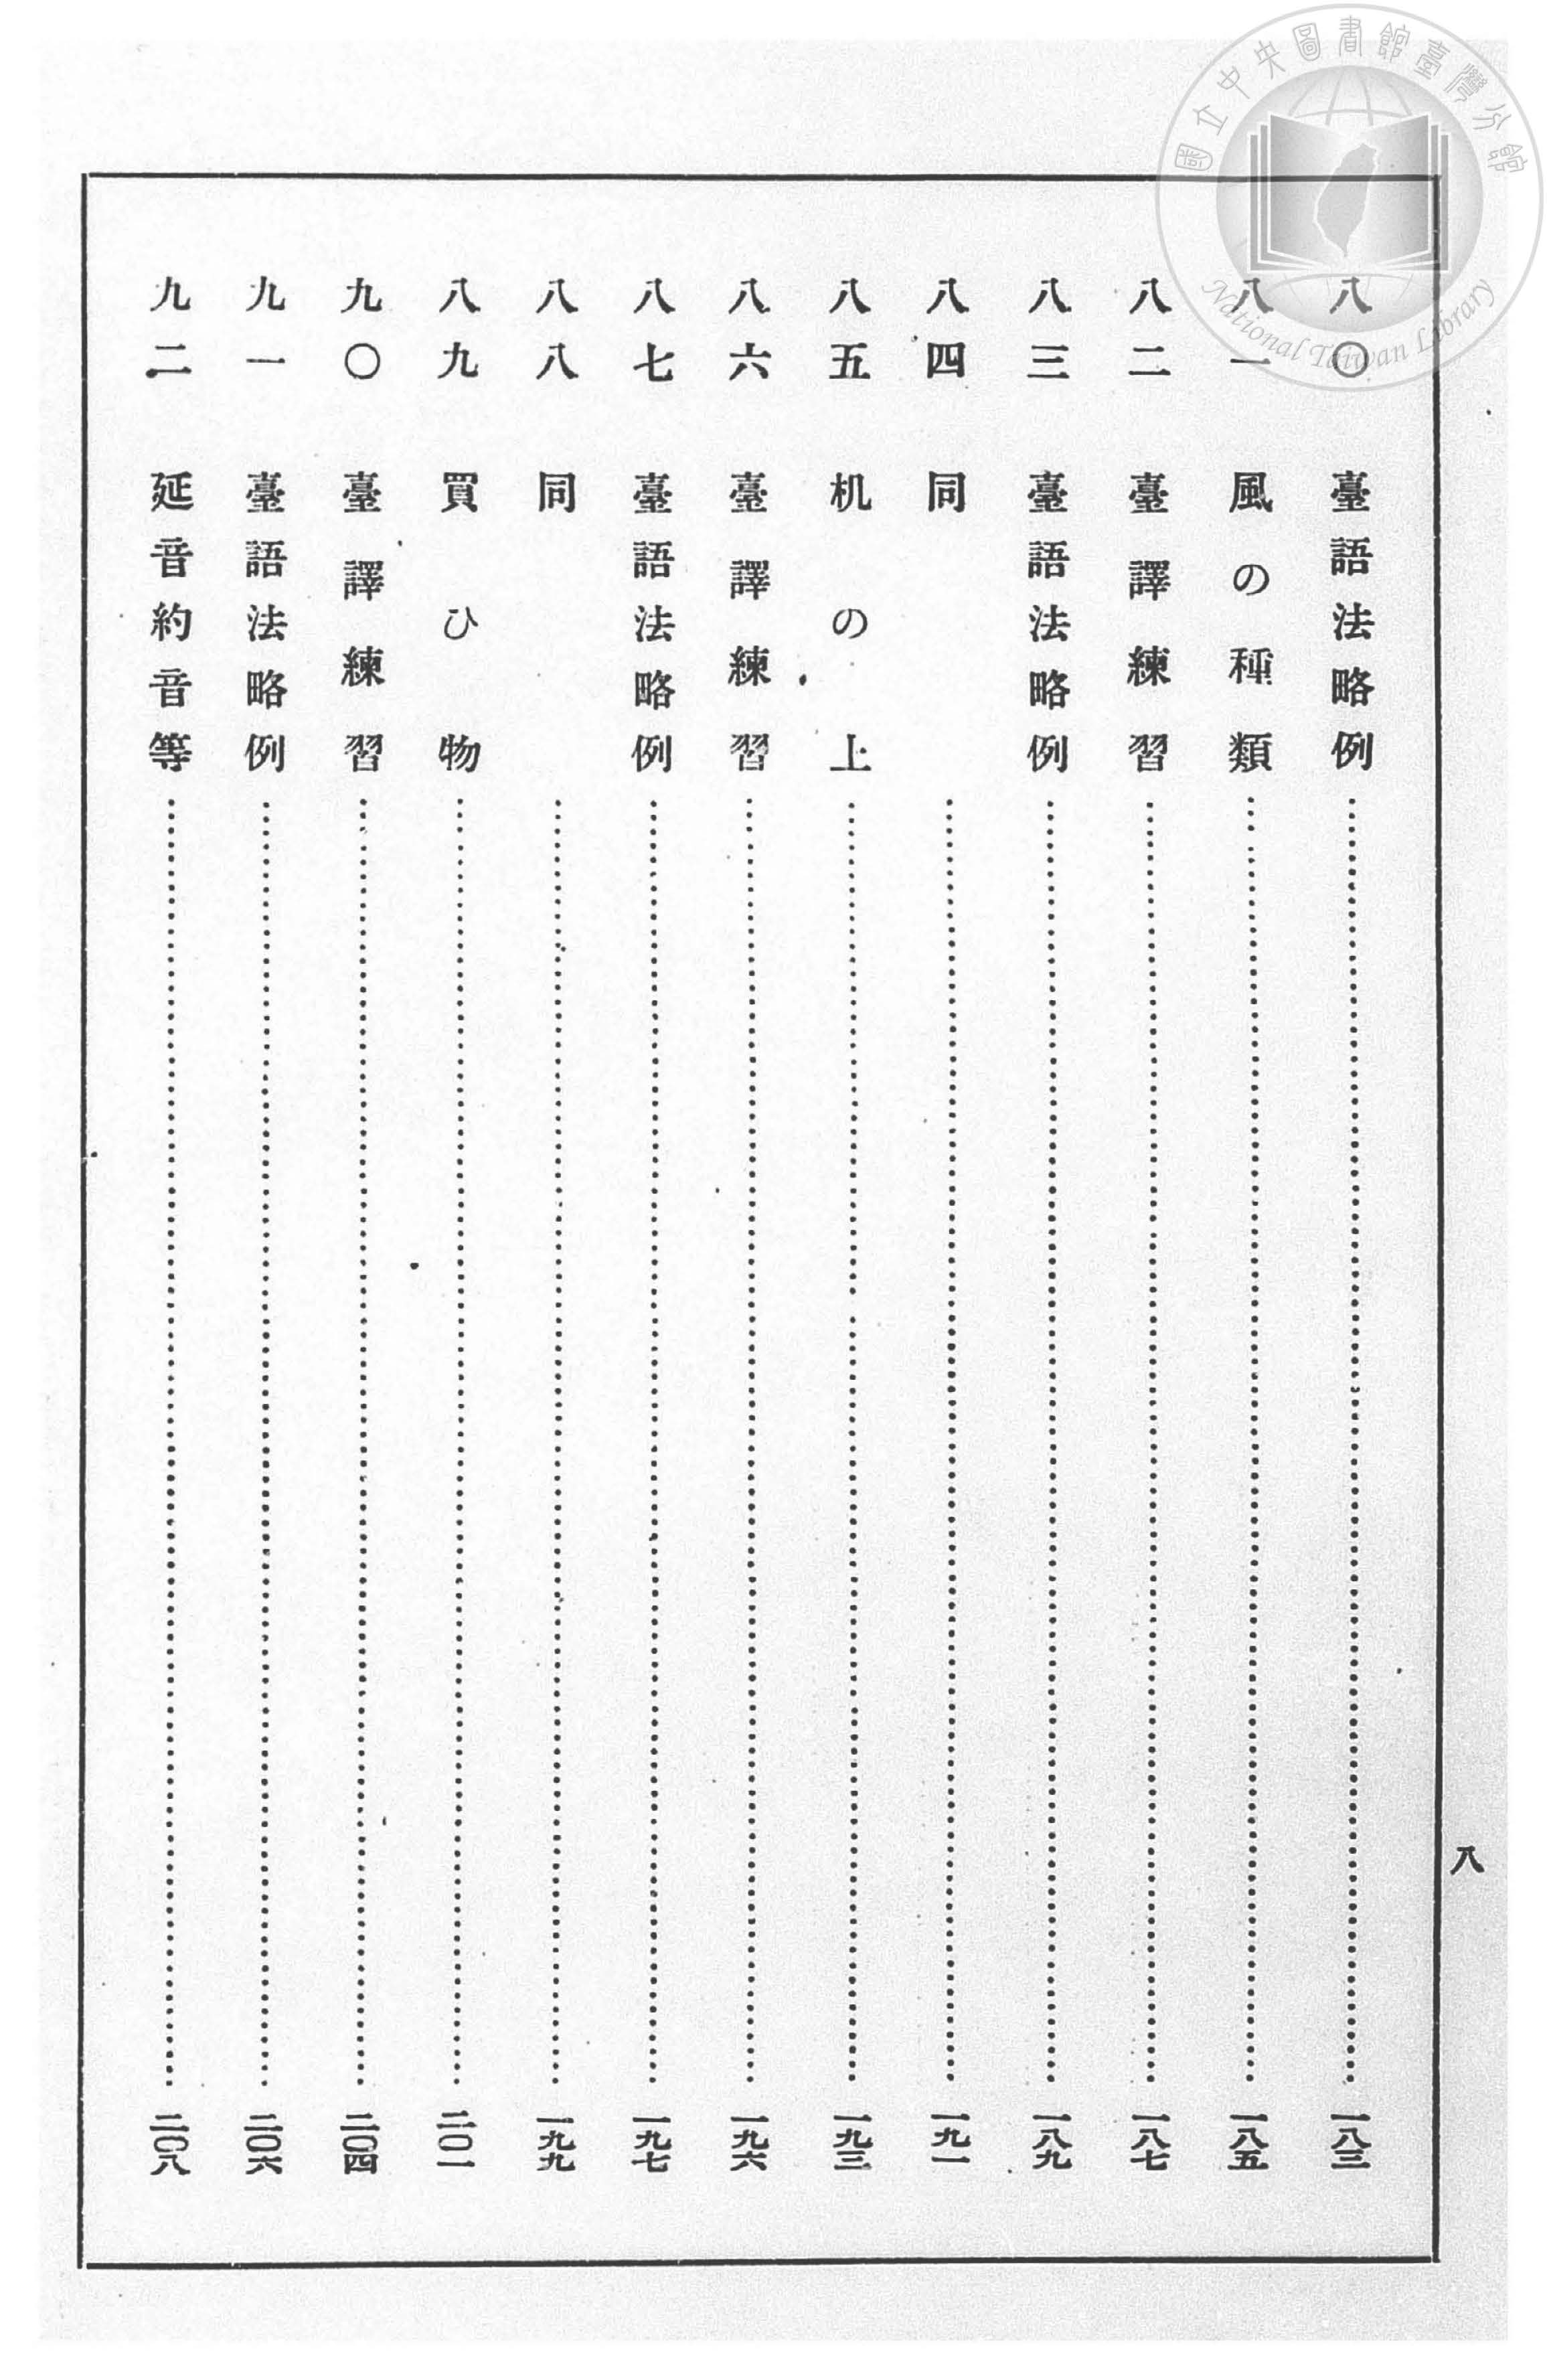 八〇 臺語法略例……一八三
八一 風の種類……一八五
八二 臺譯練習……一八七
八三 臺語法略例……一八九
八四 同……一九一
八五 机の上……一九三
八六 臺譯練習……一九六
八七 臺語法略例……一九七
八八 同……一九九
八九 買ひ物……二〇一
九〇 臺譯練習……二〇四
九一 臺語法略例……二〇六
九二 延音約音等……二〇八
八
國立中央圖書館臺灣分館
National Taiwan Library